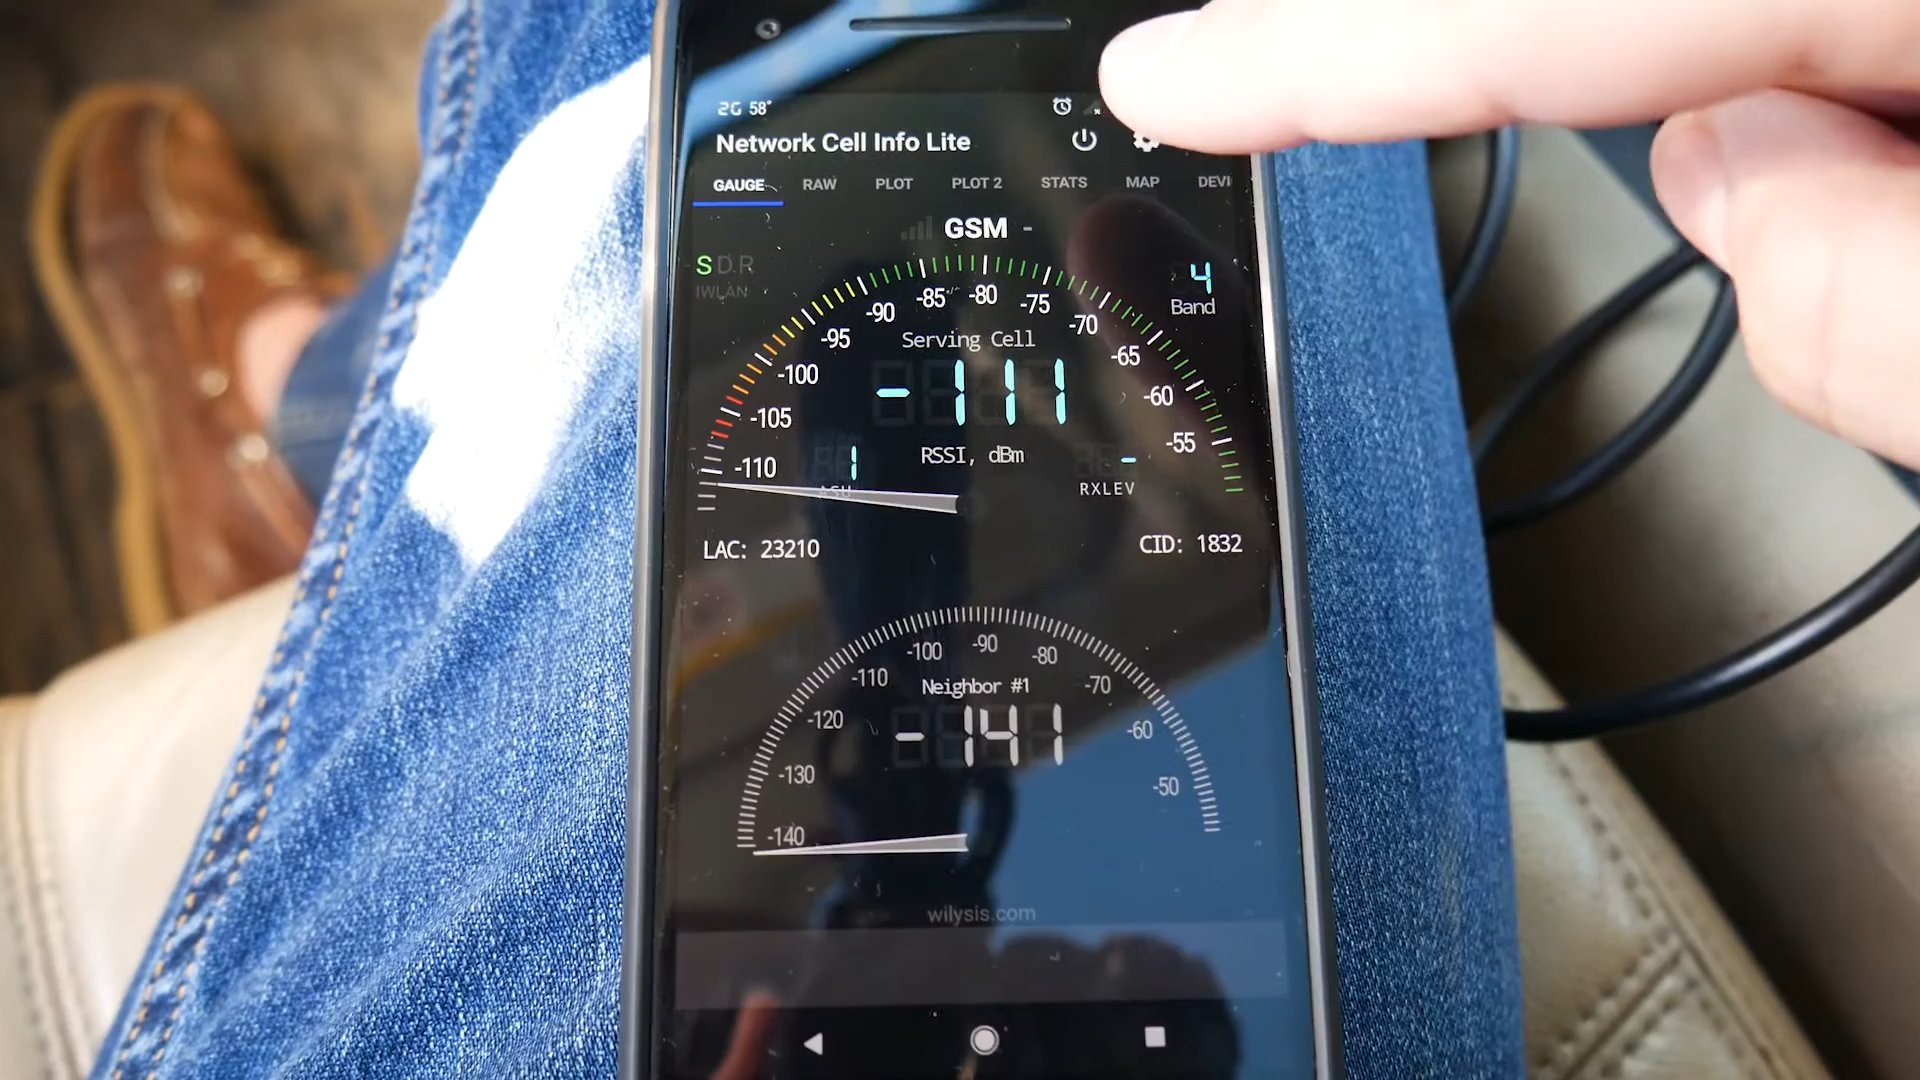 2G 58°
Network Cell Info Lite
GAUGE RAW PLOT PLOT 2 STATS MAP DEVI
GSM -
SDR
IWLAN
4
Band
-110 -105 -100 -95 -90 -85 -80 -75 -70 -65 -60 -55
Serving Cell
-111
RSSI, dBm
1
ASU
-
RXLEV
LAC: 23210
CID: 1832
-140 -130 -120 -110 -100 -90 -80 -70 -60 -50
Neighbor #1
-141
wilysis.com